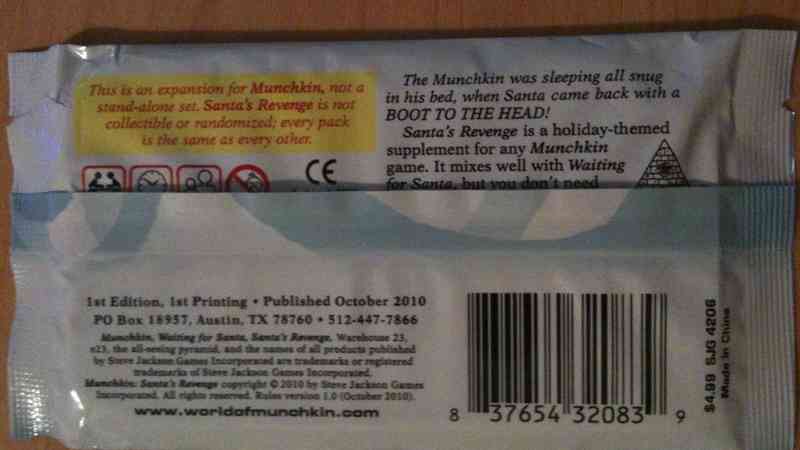 This is an expansion for Munchkin, not a
stand-alone set. Santa's Revenge is not
collectible or randomized; every pack
is the same as every other.
CE
The Munchkin was sleeping all snug
in his bed, when Santa came back with a
BOOT TO THE HEAD!
Santa's Revenge is a holiday-themed
supplement for any Munchkin
game. It mixes well with Waiting
for Santa, but you don't need
1st Edition, 1st Printing • Published October 2010
PO Box 18957, Austin, TX 78760 • 512-447-7866
Munchkin, Waiting for Santa, Santa's Revenge, Warehouse 23,
e23, the all-seeing pyramid, and the names of all products published
by Steve Jackson Games Incorporated are trademarks or registered
trademarks of Steve Jackson Games Incorporated.
Munchkin: Santa's Revenge copyright © 2010 by Steve Jackson Games
Incorporated. All rights reserved. Rules version 1.0 (October 2010).
www.worldofmunchkin.com
8 37654 32083 9
$4.99 SJG 4206
Made in China